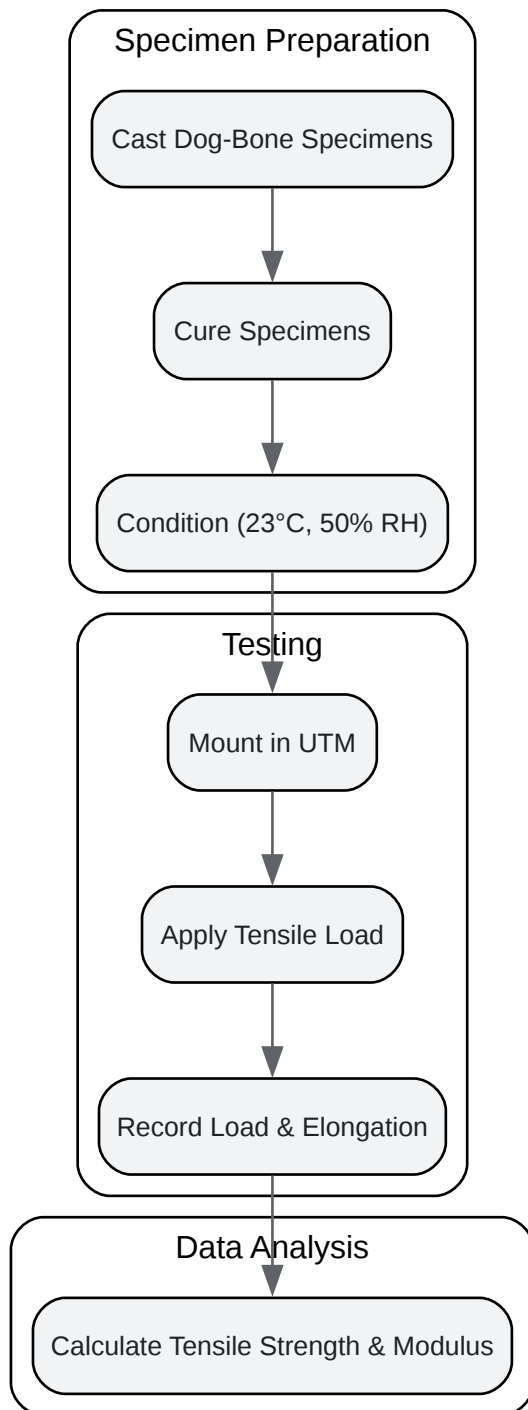 Specimen Preparation
Cast Dog-Bone Specimens
Cure Specimens
Condition (23°C, 50% RH)
Testing
Mount in UTM
Apply Tensile Load
Record Load & Elongation
Data Analysis
Calculate Tensile Strength & Modulus